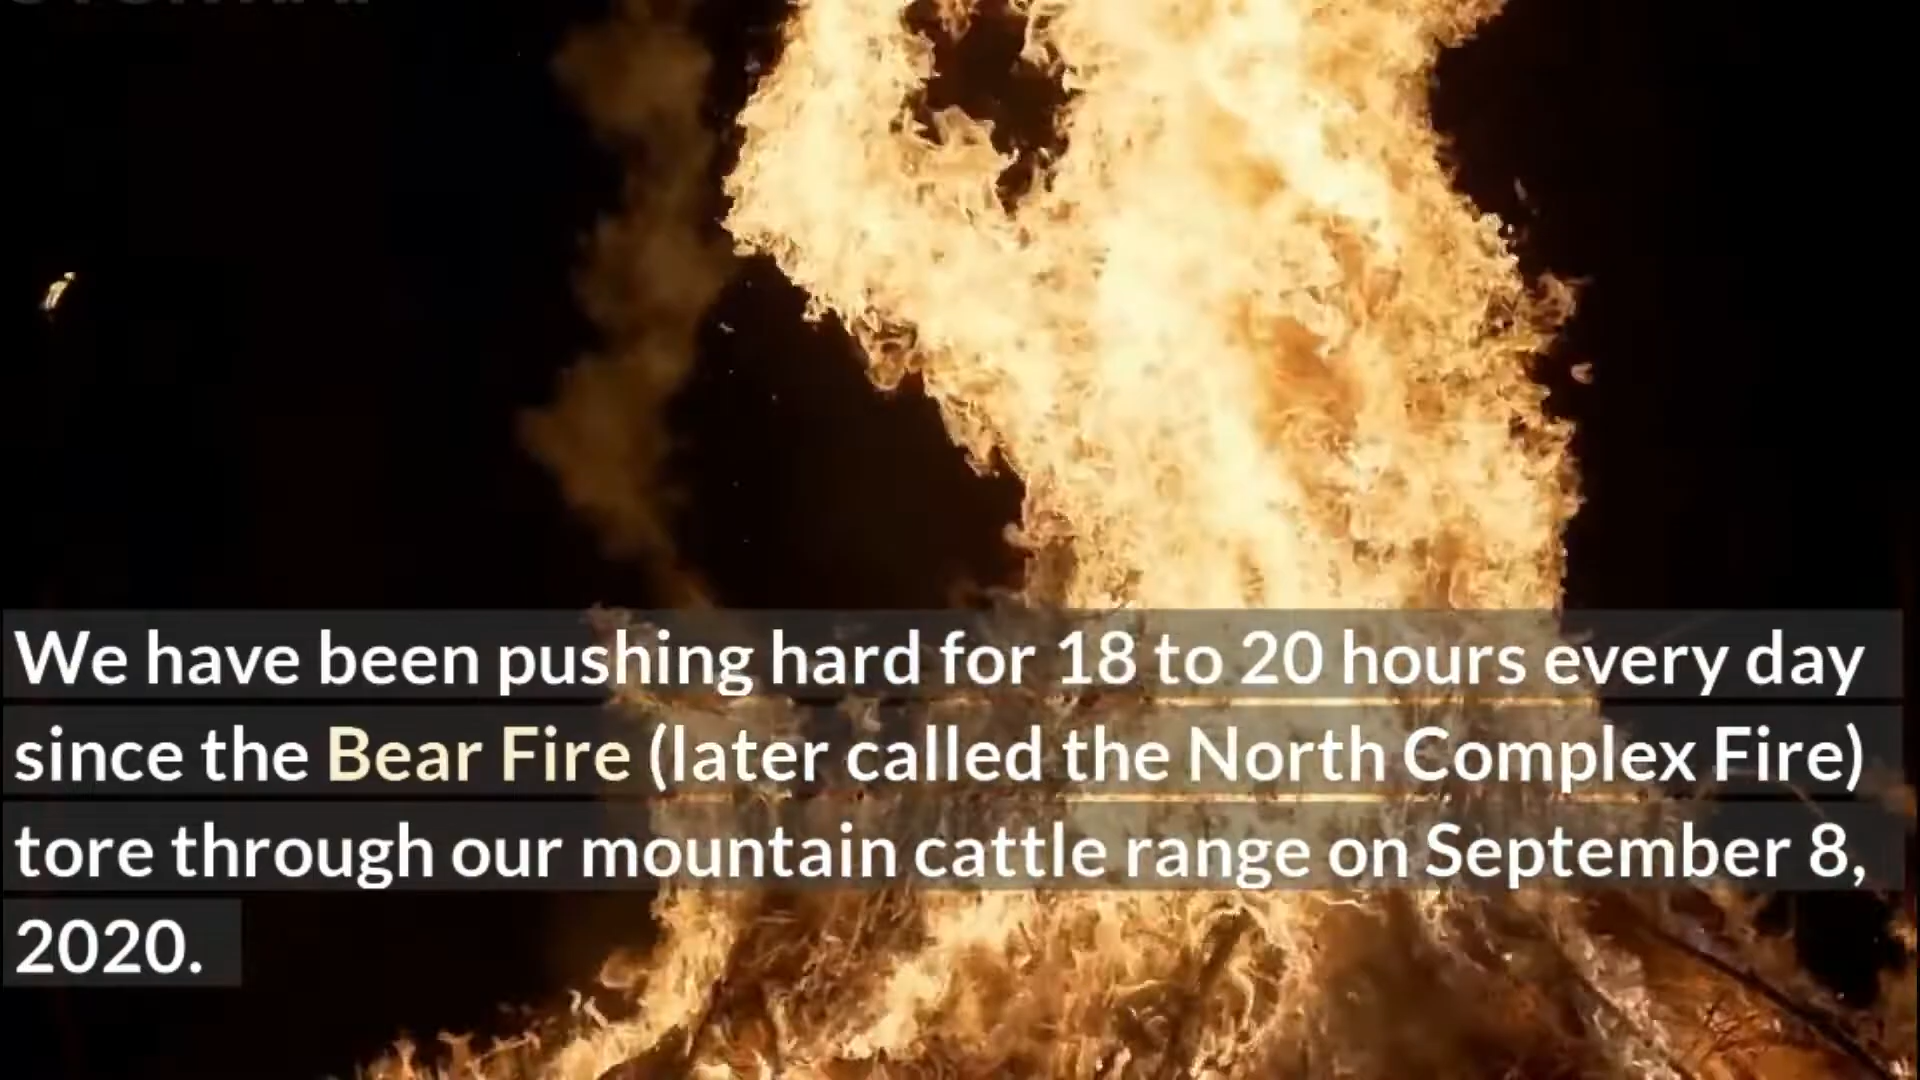 We have been pushing hard for 18 to 20 hours every day
since the Bear Fire (later called the North Complex Fire)
tore through our mountain cattle range on September 8,
2020.